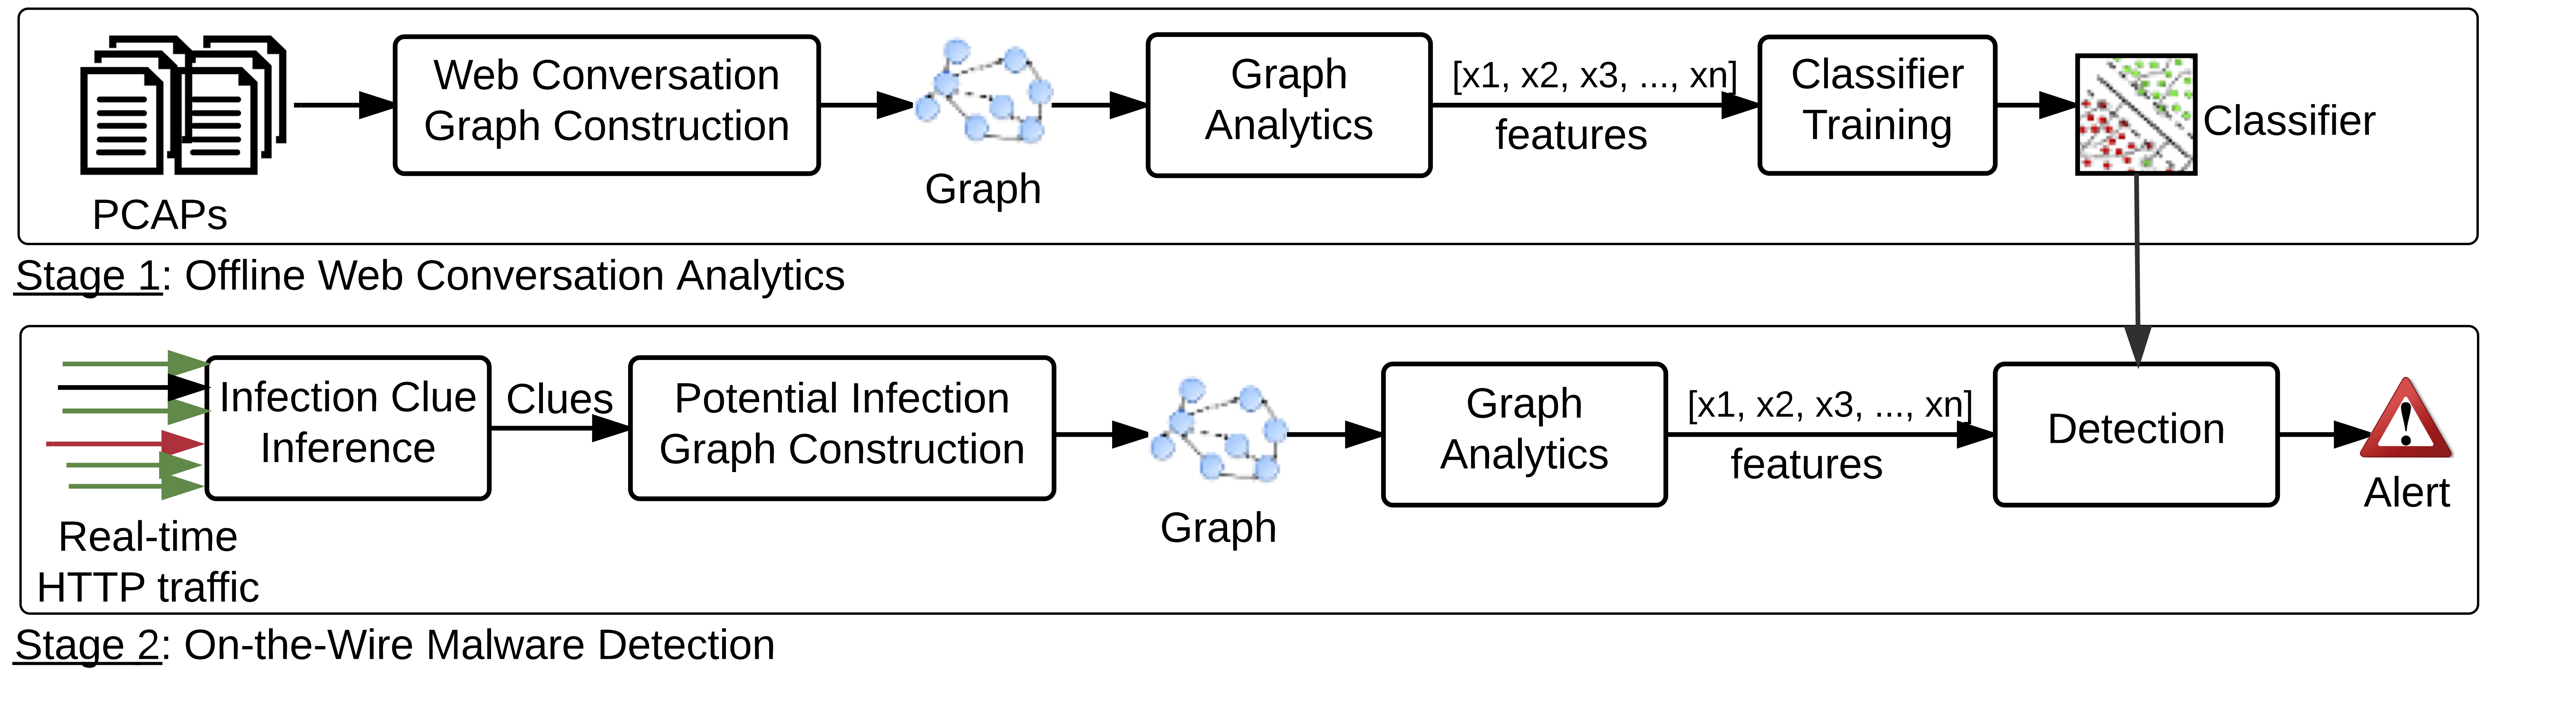 Web Conversation
Graph Construction
Graph
Analytics
[x1, x2, x3, ..., xn]
features
Classifier
Training
Classifier
Graph
PCAPs
Stage 1: Offline Web Conversation Analytics
Infection Clue
Inference
Clues
Potential Infection
Graph Construction
Graph
Graph
Analytics
[x1, x2, x3, ..., xn]
features
Detection
Alert
Real-time
HTTP traffic
Stage 2: On-the-Wire Malware Detection